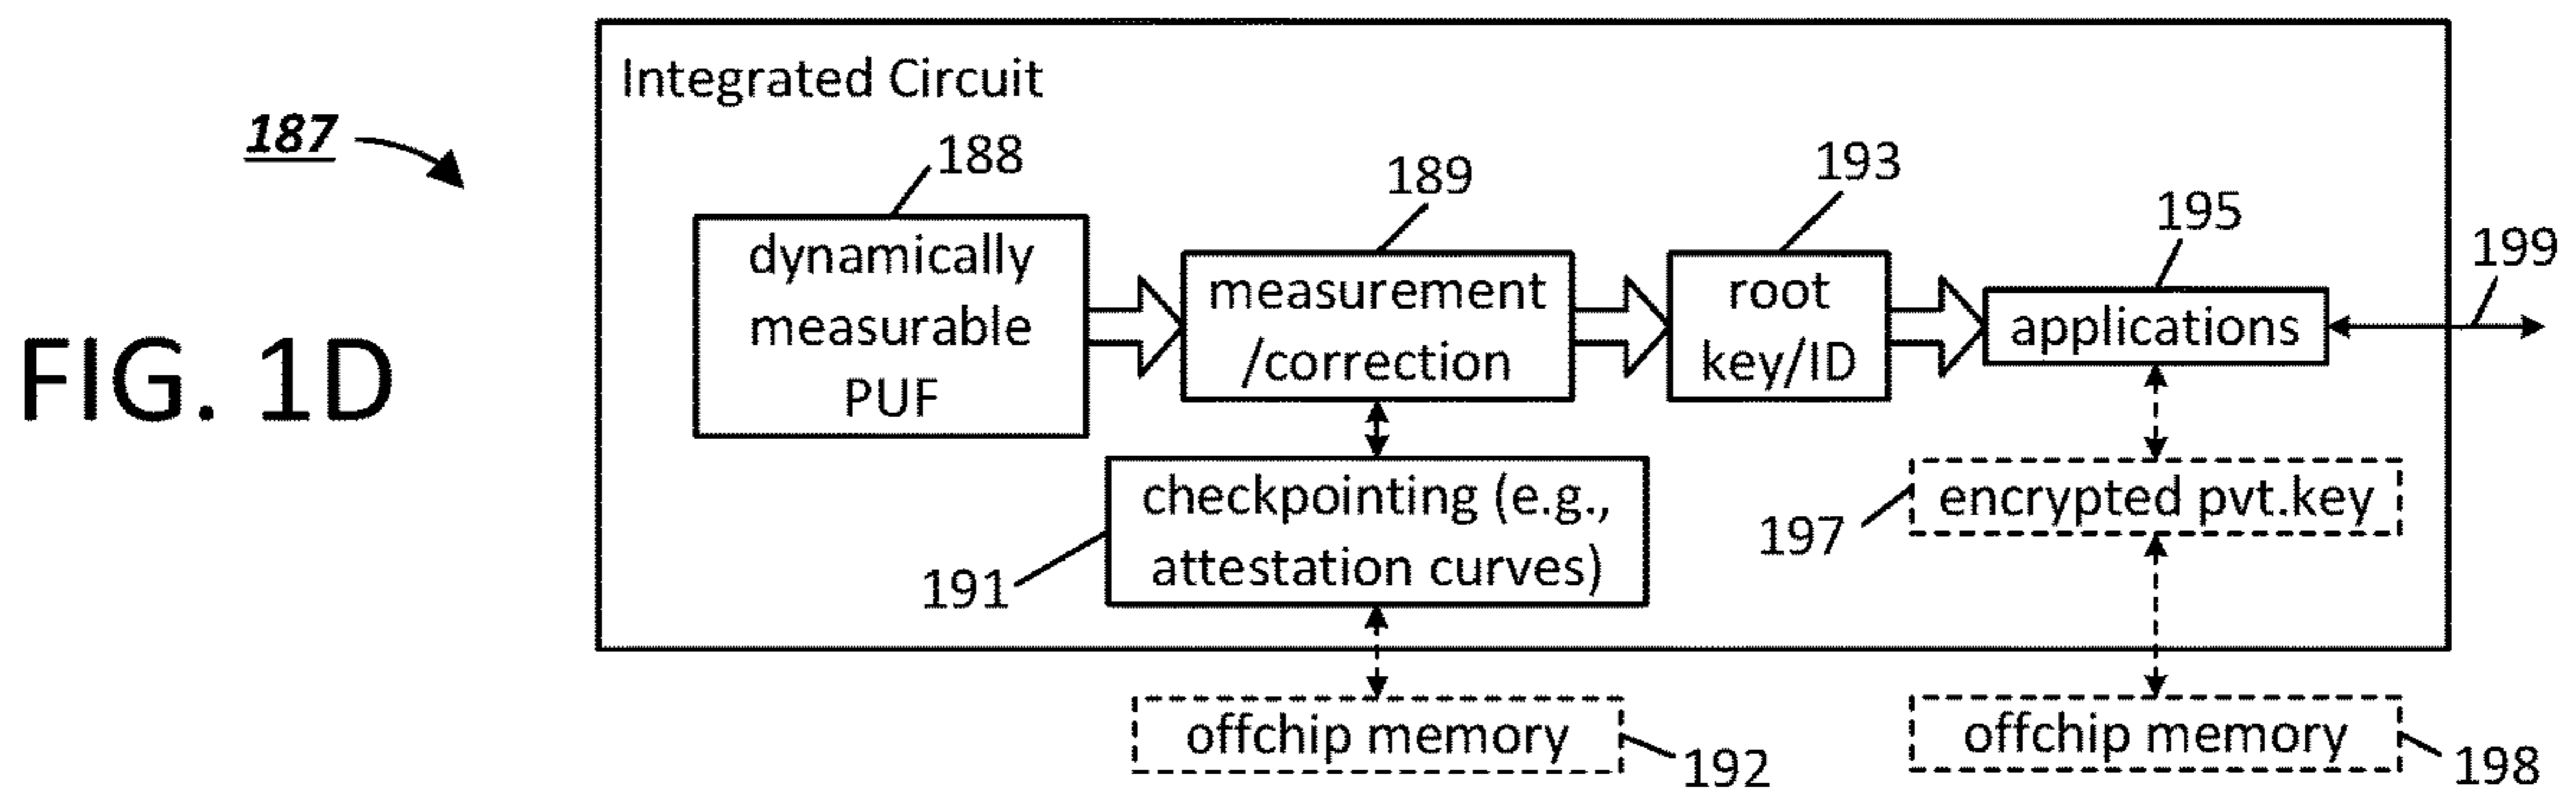 Integrated Circuit
187
188
189
193
195
199
dynamically
measurable
PUF
measurement
/correction
root
key/ID
applications
FIG. 1D
checkpointing (e.g.,
attestation curves)
191
encrypted pvt.key
197
offchip memory
192
offchip memory
198